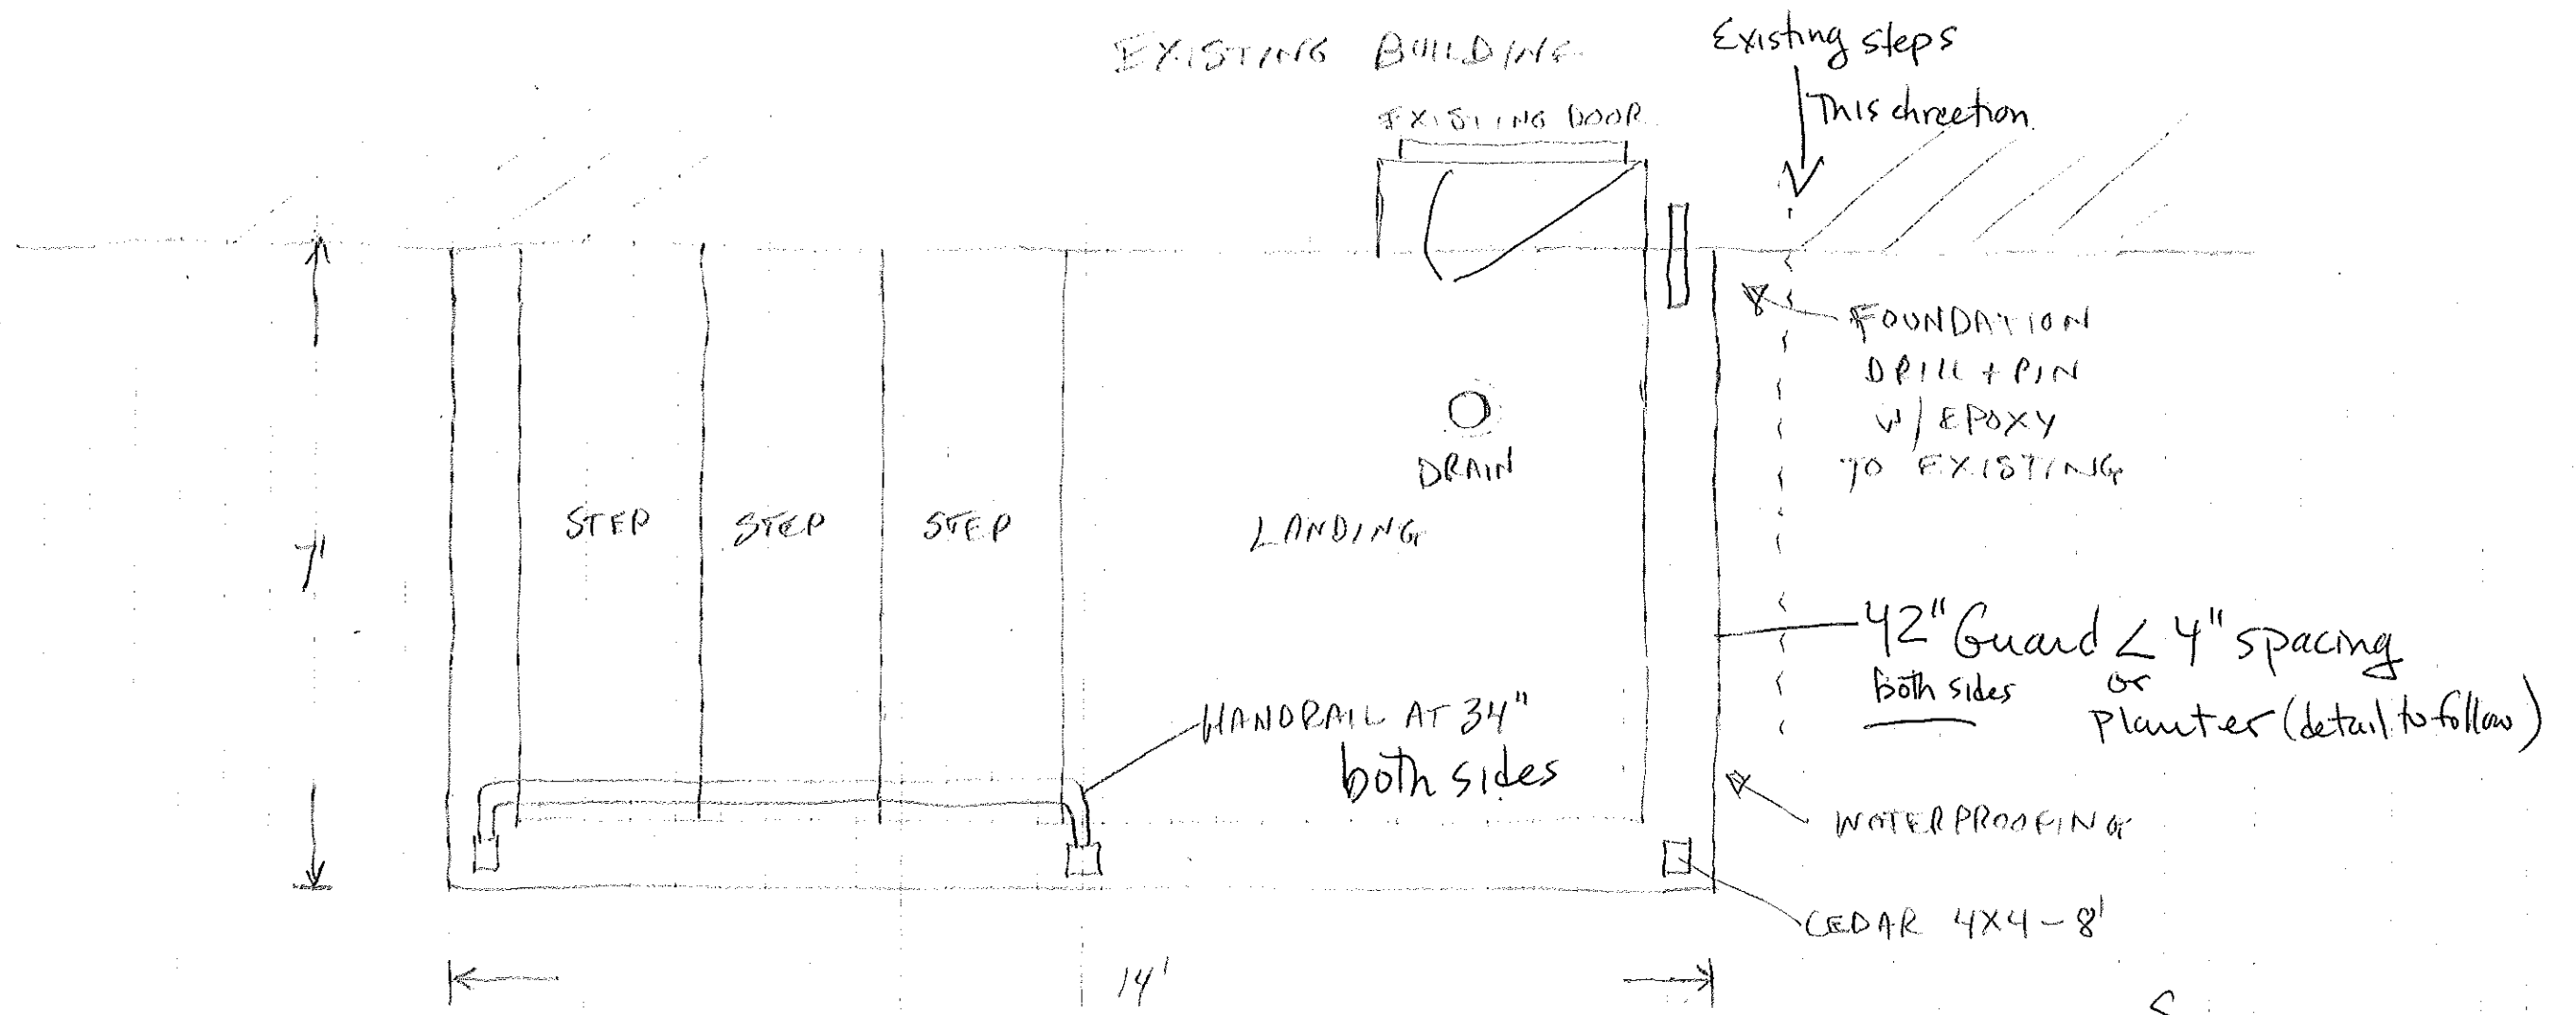 EXISTING BUILDING
Existing steps
This direction
EXISTING DOOR
FOUNDATION
DRILL + PIN
W/ EPOXY
TO EXISTING
DRAIN
STEP
STEP
STEP
LANDING
7'
42" Guard < 4" spacing
both sides
or
planter (detail to follow)
HANDRAIL AT 34"
both sides
WATERPROOFING
CEDAR 4X4 - 8'
14'